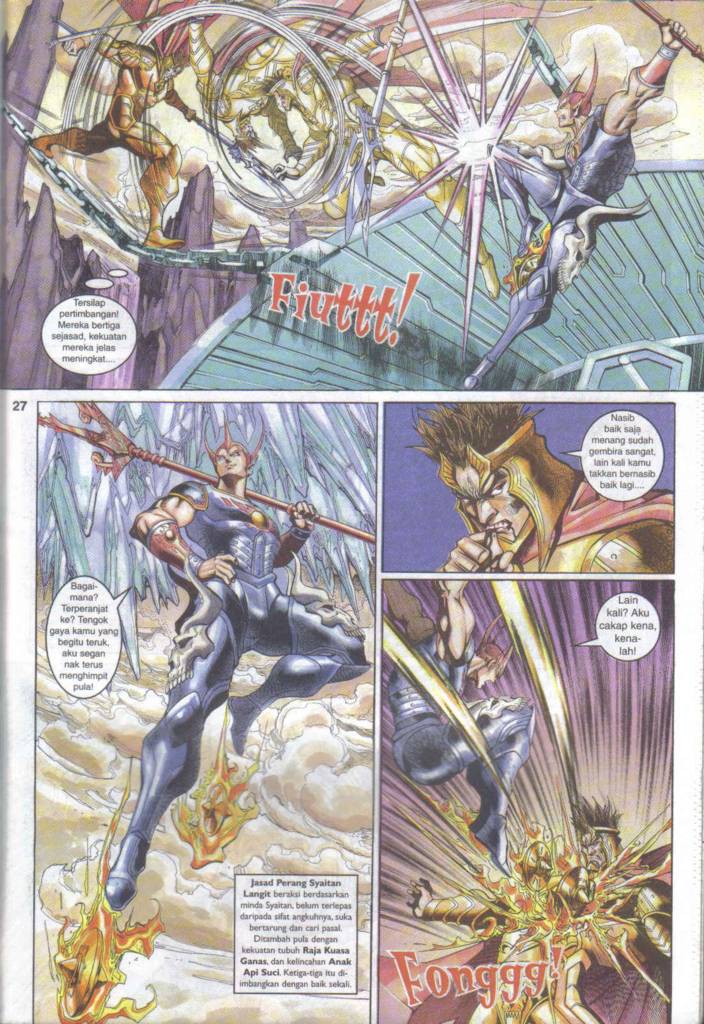 Tersilap
pertimbangan!
Mereka bertiga
sejasad, kekuatan
mereka jelas
meningkat....
Fiuttt!
27
Bagai-
mana?
Terperanjat
ke? Tengok
gaya kamu yang
begitu teruk,
aku segan
nak terus
menghimpit
pula!
Jasad Perang Syaitan
Langit beraksi berdasarkan
minda Syaitan, belum terlepas
daripada sifat angkuhnya, suka
bertarung dan cari pasal.
Ditambah pula dengan
kekuatan tubuh Raja Kuasa
Ganas, dan kelincahan Anak
Api Suci. Ketiga-tiga itu di-
imbangkan dengan baik sekali.
Nasib
baik saja
menang sudah
gembira sangat,
lain kali kamu
takkan bernasib
baik lagi....
Lain
kali? Aku
cakap kena,
kena-
lah!
Fonggg!